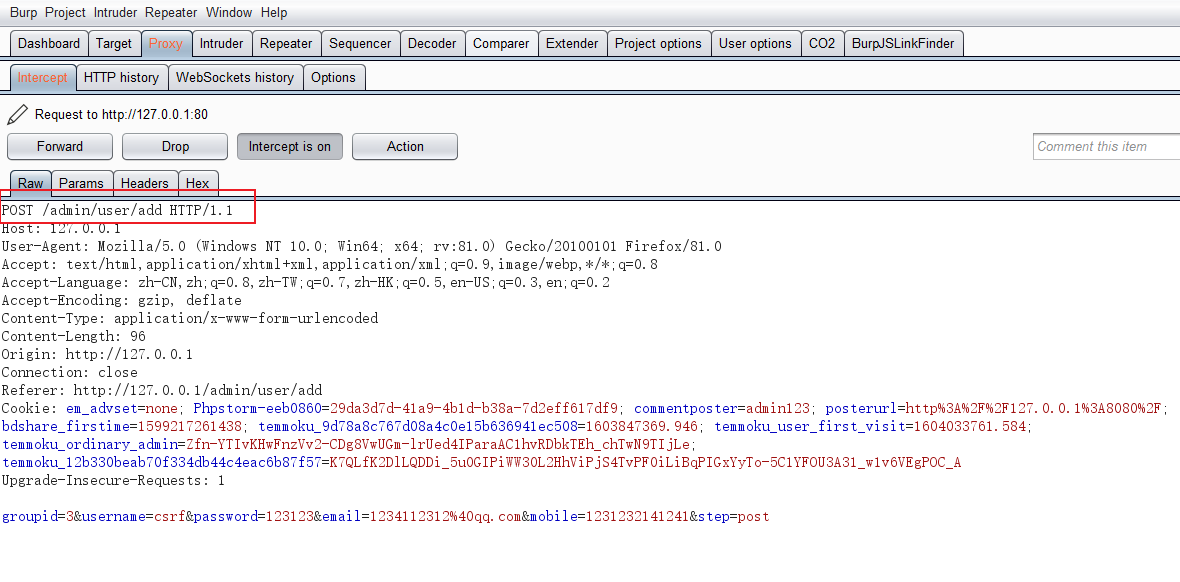 Burp Project Intruder Repeater Window Help
Dashboard Target Proxy Intruder Repeater Sequencer Decoder Comparer Extender Project options User options CO2 BurpJSLinkFinder
Intercept HTTP history WebSockets history Options
Request to http://127.0.0.1:80
Forward Drop Intercept is on Action Comment this item
Raw Params Headers Hex
POST /admin/user/add HTTP/1.1
Host: 127.0.0.1
User-Agent: Mozilla/5.0 (Windows NT 10.0; Win64; x64; rv:81.0) Gecko/20100101 Firefox/81.0
Accept: text/html,application/xhtml+xml,application/xml;q=0.9,image/webp,*/*;q=0.8
Accept-Language: zh-CN,zh;q=0.8,zh-TW;q=0.7,zh-HK;q=0.5,en-US;q=0.3,en;q=0.2
Accept-Encoding: gzip, deflate
Content-Type: application/x-www-form-urlencoded
Content-Length: 96
Origin: http://127.0.0.1
Connection: close
Referer: http://127.0.0.1/admin/user/add
Cookie: em_advset=none; Phpstorm-eeb0860=29da3d7d-41a9-4b1d-b38a-7d2eff617df9; commentposter=admin123; posterurl=http%3A%2F%2F127.0.0.1%3A8080%2F;
bdshare_firstime=1599217261438; temmoku_9d78a8c767d08a4c0e15b636941ec508=1603847369.946; temmoku_user_first_visit=1604033761.584;
temmoku_ordinary_admin=Zfn-YTIvKHwFnzVv2-CDg8VwUGm-lrUed4IParaAC1hvRDbkTEh_chTwN9TIjLe;
temmoku_12b330beab70f334db44c4eac6b87f57=K7QLfK2DlLQDDi_5u0GIPiWW30L2HhViPjS4TvPF0iLiBqPIGxYyTo-5C1YFOU3A31_w1v6VEgPOC_A
Upgrade-Insecure-Requests: 1
groupid=3&username=csrf&password=123123&email=1234112312%40qq.com&mobile=1231232141241&step=post